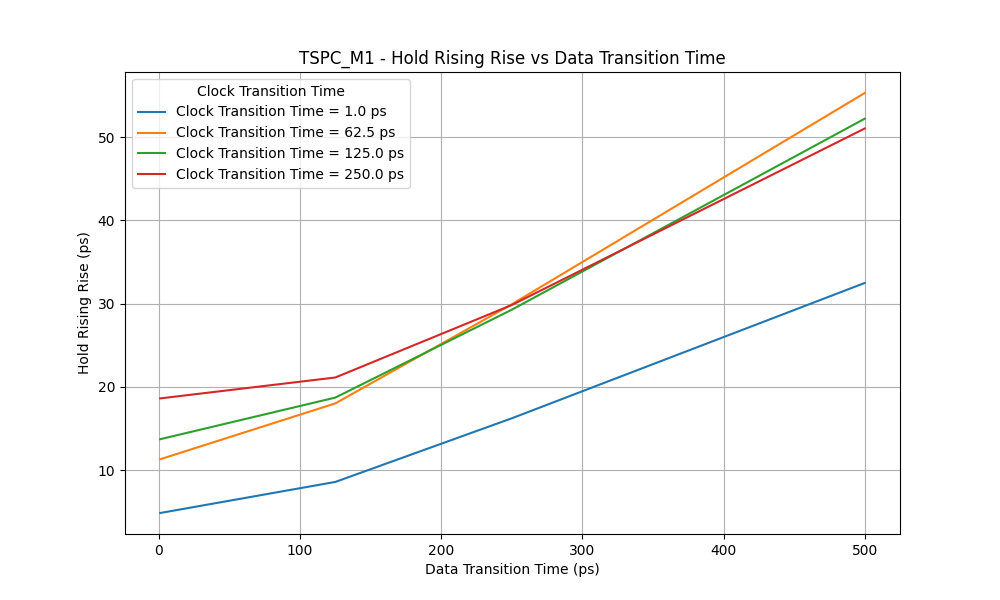 TSPC_M1 - Hold Rising Rise vs Data Transition Time
Clock Transition Time
Clock Transition Time = 1.0 ps
Clock Transition Time = 62.5 ps
Clock Transition Time = 125.0 ps
Clock Transition Time = 250.0 ps
Hold Rising Rise (ps)
50
40
30
20
10
0 100 200 300 400 500
Data Transition Time (ps)